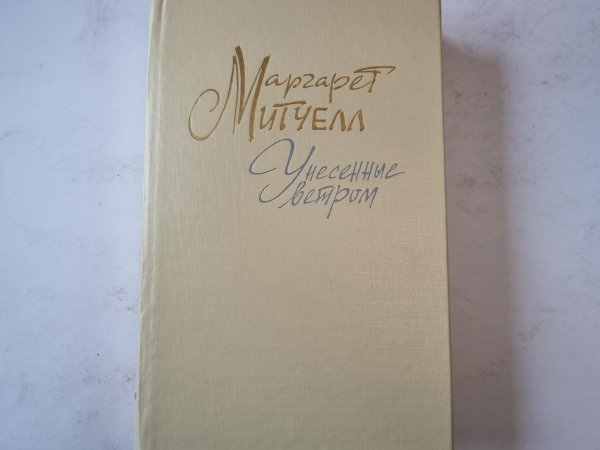 Маргарет
Митчелл
Унесенные
ветром